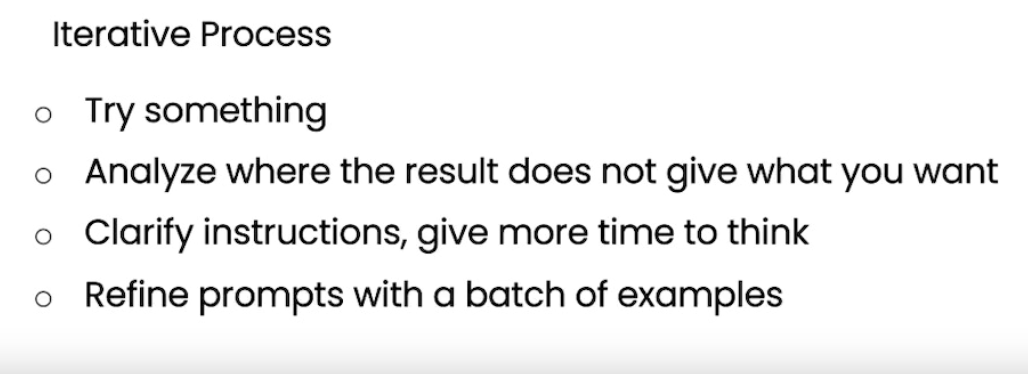 Iterative Process
Try something
Analyze where the result does not give what you want
Clarify instructions, give more time to think
Refine prompts with a batch of examples